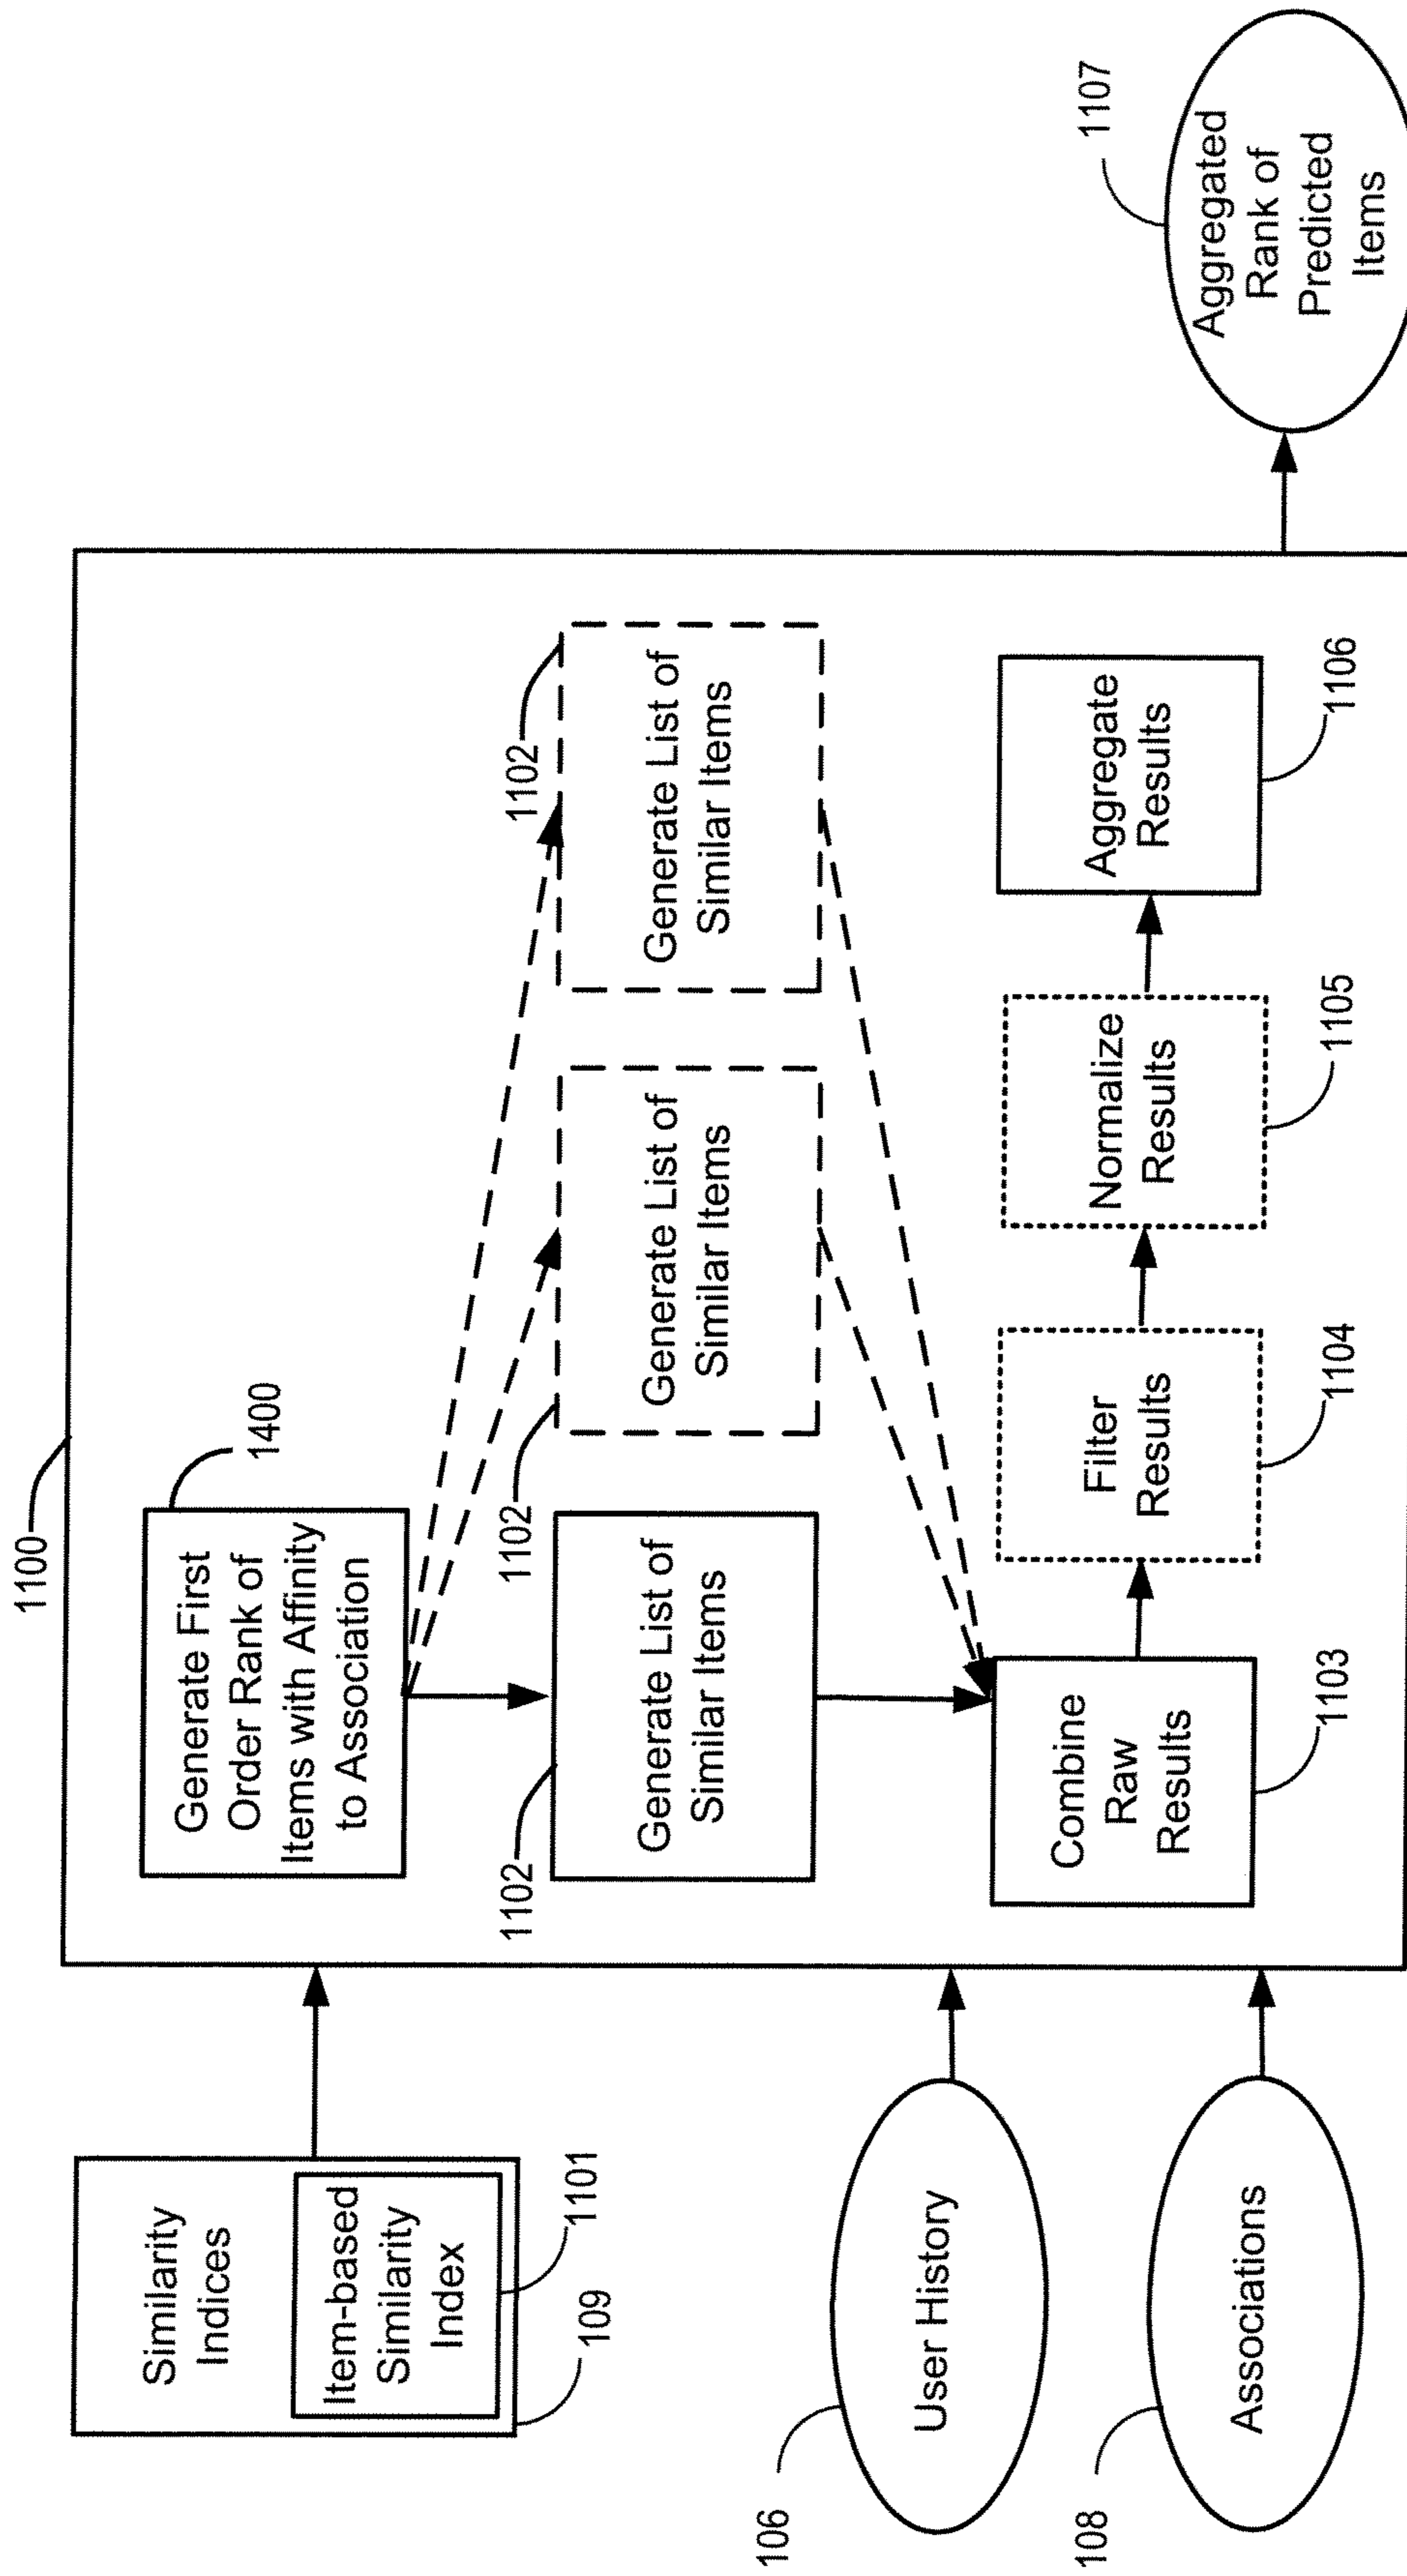 1100
Similarity
Indices
Item-based
Similarity
Index
1101
109
User History
106
Associations
108
Generate First
Order Rank of
Items with Affinity
to Association
1400
1102
Generate List of
Similar Items
1102
Generate List of
Similar Items
1102
Generate List of
Similar Items
Combine
Raw
Results
1103
Filter
Results
1104
Normalize
Results
1105
Aggregate
Results
1106
1107
Aggregated
Rank of
Predicted
Items